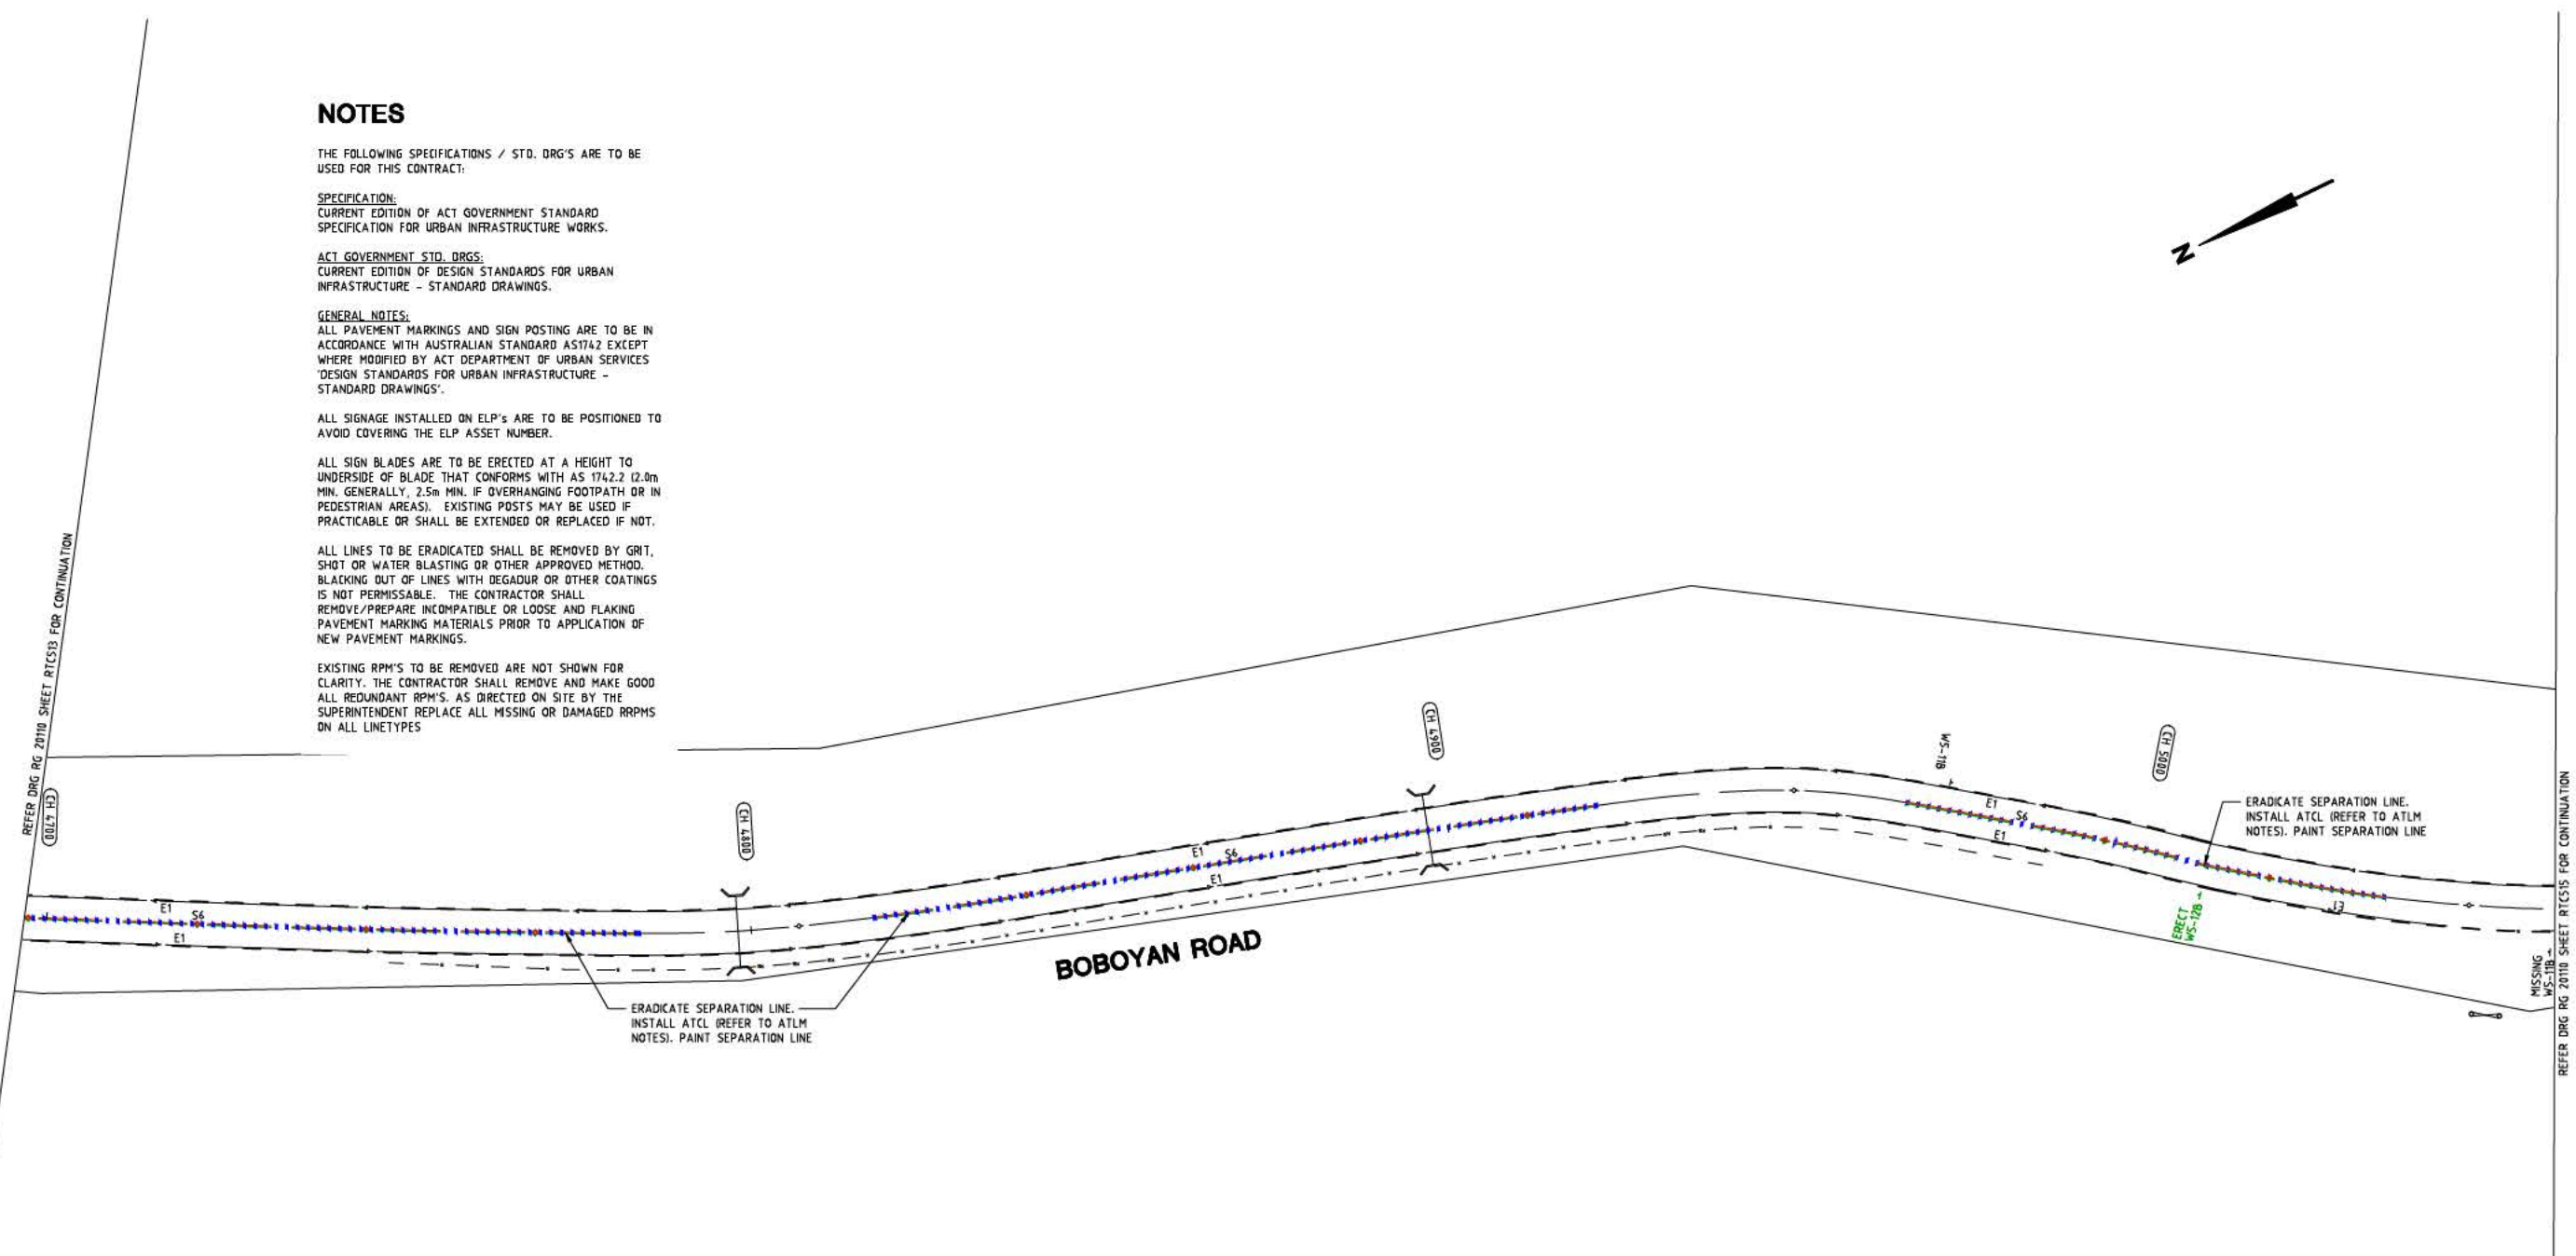 NOTES
THE FOLLOWING SPECIFICATIONS / STD. DRG'S ARE TO BE
USED FOR THIS CONTRACT:
SPECIFICATION:
CURRENT EDITION OF ACT GOVERNMENT STANDARD
SPECIFICATION FOR URBAN INFRASTRUCTURE WORKS.
ACT GOVERNMENT STD. DRGS:
CURRENT EDITION OF DESIGN STANDARDS FOR URBAN
INFRASTRUCTURE - STANDARD DRAWINGS.
GENERAL NOTES:
ALL PAVEMENT MARKINGS AND SIGN POSTING ARE TO BE IN
ACCORDANCE WITH AUSTRALIAN STANDARD AS1742 EXCEPT
WHERE MODIFIED BY ACT DEPARTMENT OF URBAN SERVICES
'DESIGN STANDARDS FOR URBAN INFRASTRUCTURE -
STANDARD DRAWINGS'.
ALL SIGNAGE INSTALLED ON ELP's ARE TO BE POSITIONED TO
AVOID COVERING THE ELP ASSET NUMBER.
ALL SIGN BLADES ARE TO BE ERECTED AT A HEIGHT TO
UNDERSIDE OF BLADE THAT CONFORMS WITH AS 1742.2 (2.0m
MIN. GENERALLY, 2.5m MIN. IF OVERHANGING FOOTPATH OR IN
PEDESTRIAN AREAS). EXISTING POSTS MAY BE USED IF
PRACTICABLE OR SHALL BE EXTENDED OR REPLACED IF NOT.
ALL LINES TO BE ERADICATED SHALL BE REMOVED BY GRIT,
SHOT OR WATER BLASTING OR OTHER APPROVED METHOD.
BLACKING OUT OF LINES WITH DEGADUR OR OTHER COATINGS
IS NOT PERMISSABLE. THE CONTRACTOR SHALL
REMOVE/PREPARE INCOMPATIBLE OR LOOSE AND FLAKING
PAVEMENT MARKING MATERIALS PRIOR TO APPLICATION OF
NEW PAVEMENT MARKINGS.
EXISTING RPM'S TO BE REMOVED ARE NOT SHOWN FOR
CLARITY. THE CONTRACTOR SHALL REMOVE AND MAKE GOOD
ALL REDUNDANT RPM'S. AS DIRECTED ON SITE BY THE
SUPERINTENDENT REPLACE ALL MISSING OR DAMAGED RRPMS
ON ALL LINETYPES
N
REFER DRG RG 20110 SHEET RTC513 FOR CONTINUATION
CH 4700
CH 4800
CH 4900
CH 5000
WS-11B
E1
S6
E1
E1
S6
E1
E1
S6
E1
E1
ERADICATE SEPARATION LINE.
INSTALL ATCL (REFER TO ATLM
NOTES). PAINT SEPARATION LINE
ERECT
WS-12B
BOBOYAN ROAD
ERADICATE SEPARATION LINE.
INSTALL ATCL (REFER TO ATLM
NOTES). PAINT SEPARATION LINE
MISSING
WS-11B
REFER DRG RG 20110 SHEET RTC515 FOR CONTINUATION